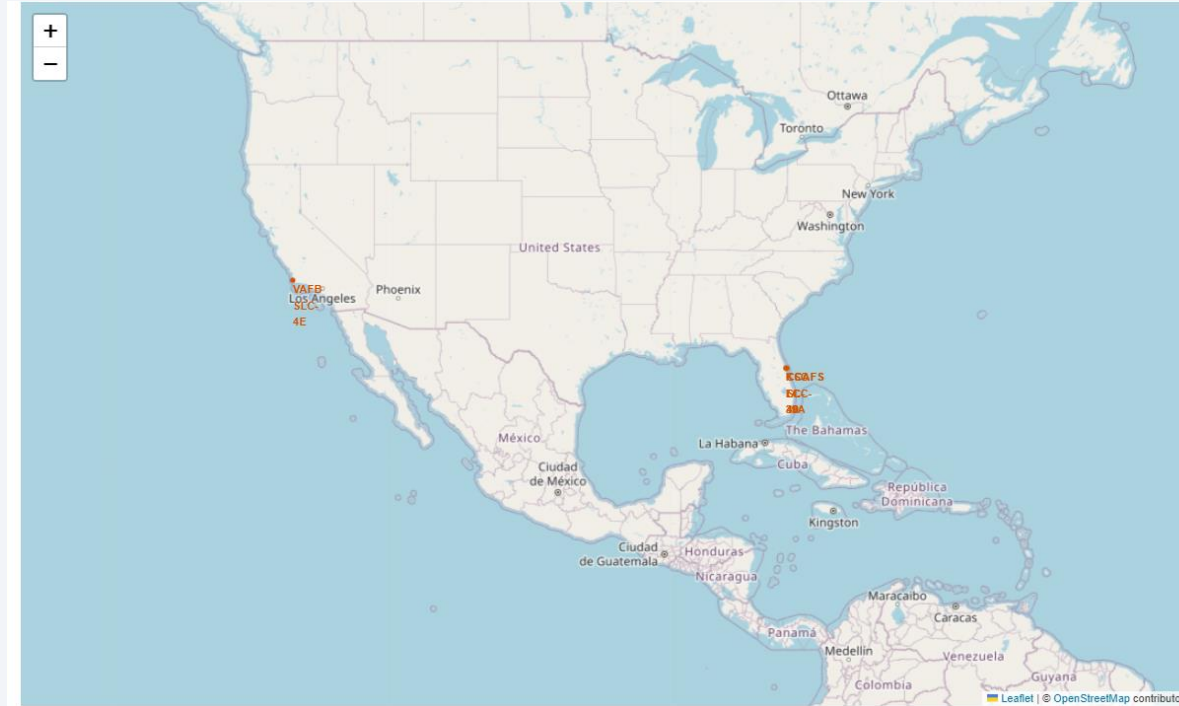 +
−
Ottawa
Toronto
New York
Washington
United States
VAFB
SLC-
4E
Los Angeles
Phoenix
México
Ciudad
de México
La Habana
The Bahamas
Cuba
República
Dominicana
Kingston
Ciudad
de Guatemala
Honduras
Nicaragua
Maracaibo
Caracas
Panamá
Medellín
Venezuela
Guyana
Colombia
Leaflet | © OpenStreetMap